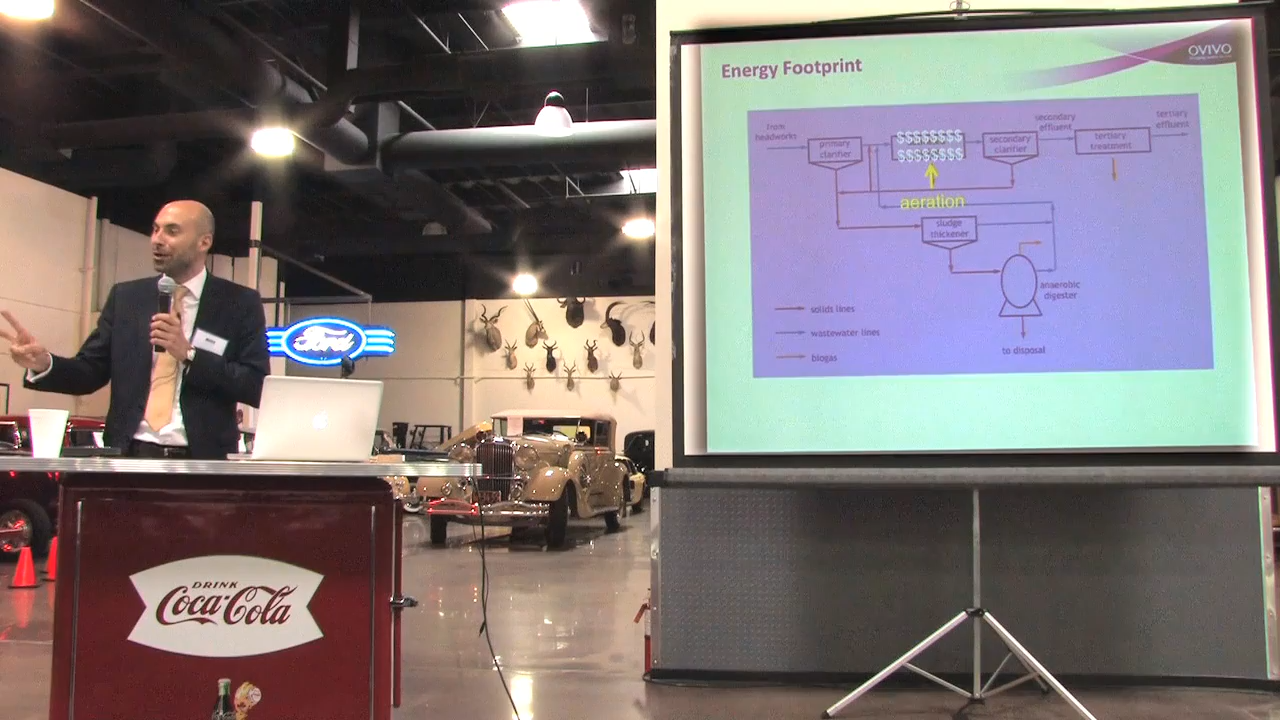 Energy Footprint
OVIVO
from
headworks
primary
clarifier
$$$$$$$$
$$$$$$$$
secondary
clarifier
secondary
effluent
tertiary
treatment
tertiary
effluent
aeration
sludge
thickener
anaerobic
digester
solids lines
wastewater lines
biogas
to disposal
Ford
DRINK
Coca-Cola